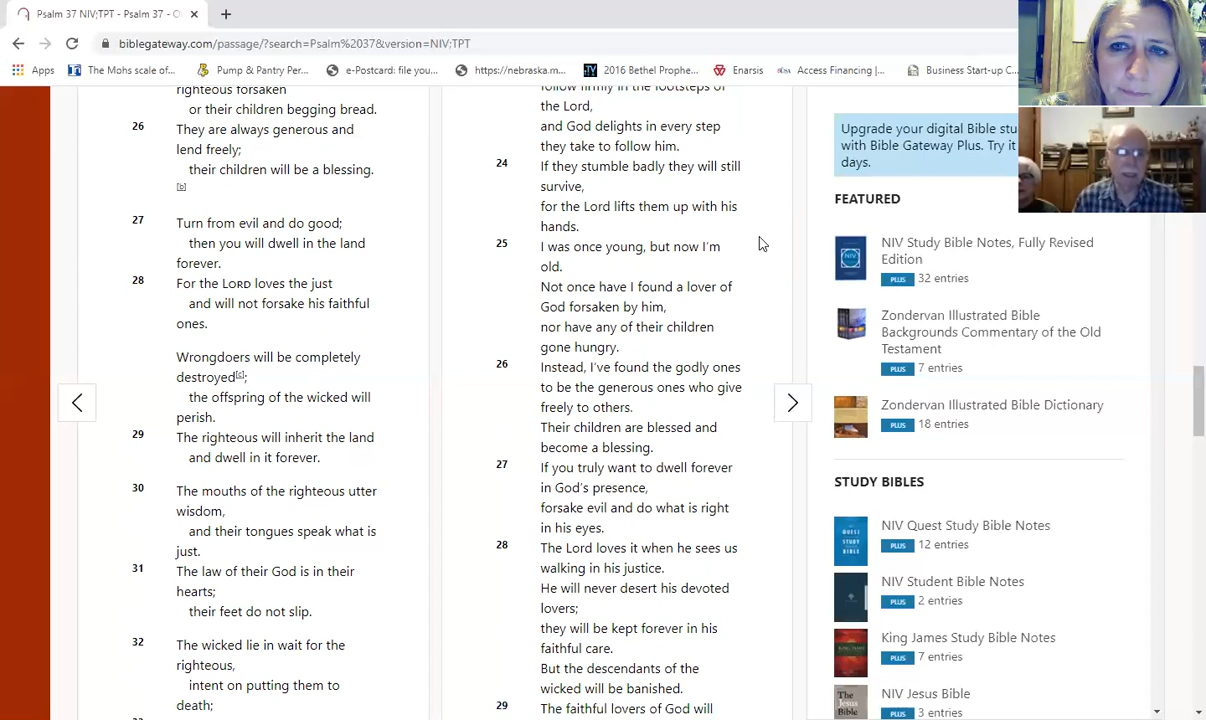 Psalm 37 NIV;TPT - Psalm 37 -
biblegateway.com/passage/?search=Psalm%2037&version=NIV;TPT
Apps
The Mohs scale of...
Pump & Pantry Per...
e-Postcard: file you...
https://nebraska.m...
2016 Bethel Prophe...
Enarsis
Access Financing |...
Business Start-up C
righteous forsaken
or their children begging bread.
26 They are always generous and
lend freely;
their children will be a blessing.
[b]
27 Turn from evil and do good;
then you will dwell in the land
forever.
28 For the LORD loves the just
and will not forsake his faithful
ones.
Wrongdoers will be completely
destroyed[c];
the offspring of the wicked will
perish.
29 The righteous will inherit the land
and dwell in it forever.
30 The mouths of the righteous utter
wisdom,
and their tongues speak what is
just.
31 The law of their God is in their
hearts;
their feet do not slip.
32 The wicked lie in wait for the
righteous,
intent on putting them to
death;
follow firmly in the footsteps of
the Lord,
and God delights in every step
they take to follow him.
24 If they stumble badly they will still
survive,
for the Lord lifts them up with his
hands.
25 I was once young, but now I'm
old.
Not once have I found a lover of
God forsaken by him,
nor have any of their children
gone hungry.
26 Instead, I've found the godly ones
to be the generous ones who give
freely to others.
Their children are blessed and
become a blessing.
27 If you truly want to dwell forever
in God's presence,
forsake evil and do what is right
in his eyes.
28 The Lord loves it when he sees us
walking in his justice.
He will never desert his devoted
lovers;
they will be kept forever in his
faithful care.
But the descendants of the
wicked will be banished.
29 The faithful lovers of God will
Upgrade your digital Bible stu
with Bible Gateway Plus. Try it
days.
FEATURED
NIV Study Bible Notes, Fully Revised
Edition
PLUS 32 entries
Zondervan Illustrated Bible
Backgrounds Commentary of the Old
Testament
PLUS 7 entries
Zondervan Illustrated Bible Dictionary
PLUS 18 entries
STUDY BIBLES
NIV Quest Study Bible Notes
PLUS 12 entries
NIV Student Bible Notes
PLUS 2 entries
King James Study Bible Notes
PLUS 7 entries
NIV Jesus Bible
PLUS 3 entries